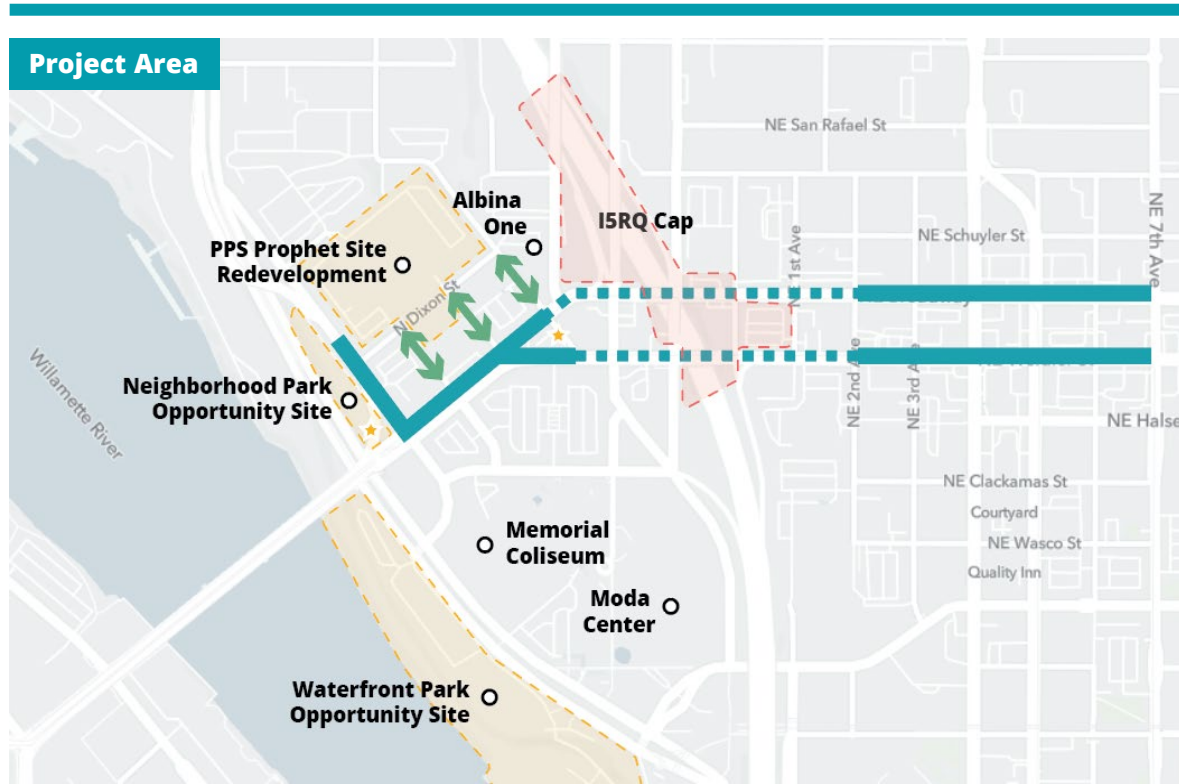 Project Area
NE San Rafael St
Albina
One
I5RQ Cap
NE 7th Ave
NE 1st Ave
NE Schuyler St
PPS Prophet Site
Redevelopment
N Dixon St
Willamette River
Neighborhood Park
Opportunity Site
NE 2nd Ave
NE 3rd Ave
NE Halse
NE Clackamas St
Courtyard
Memorial
Coliseum
NE Wasco St
Quality Inn
Moda
Center
Waterfront Park
Opportunity Site